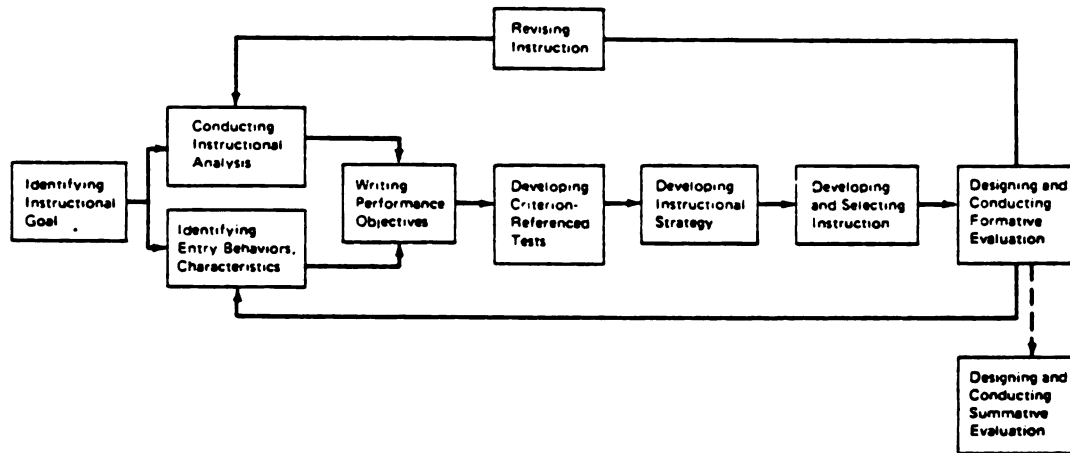 Revising
Instruction
Conducting
Instructional
Analysis
Identifying
Instructional
Goal
Identifying
Entry Behaviors,
Characteristics
Writing
Performance
Objectives
Developing
Criterion-
Referenced
Tests
Developing
Instructional
Strategy
Developing
and Selecting
Instruction
Designing and
Conducting
Formative
Evaluation
Designing and
Conducting
Summative
Evaluation